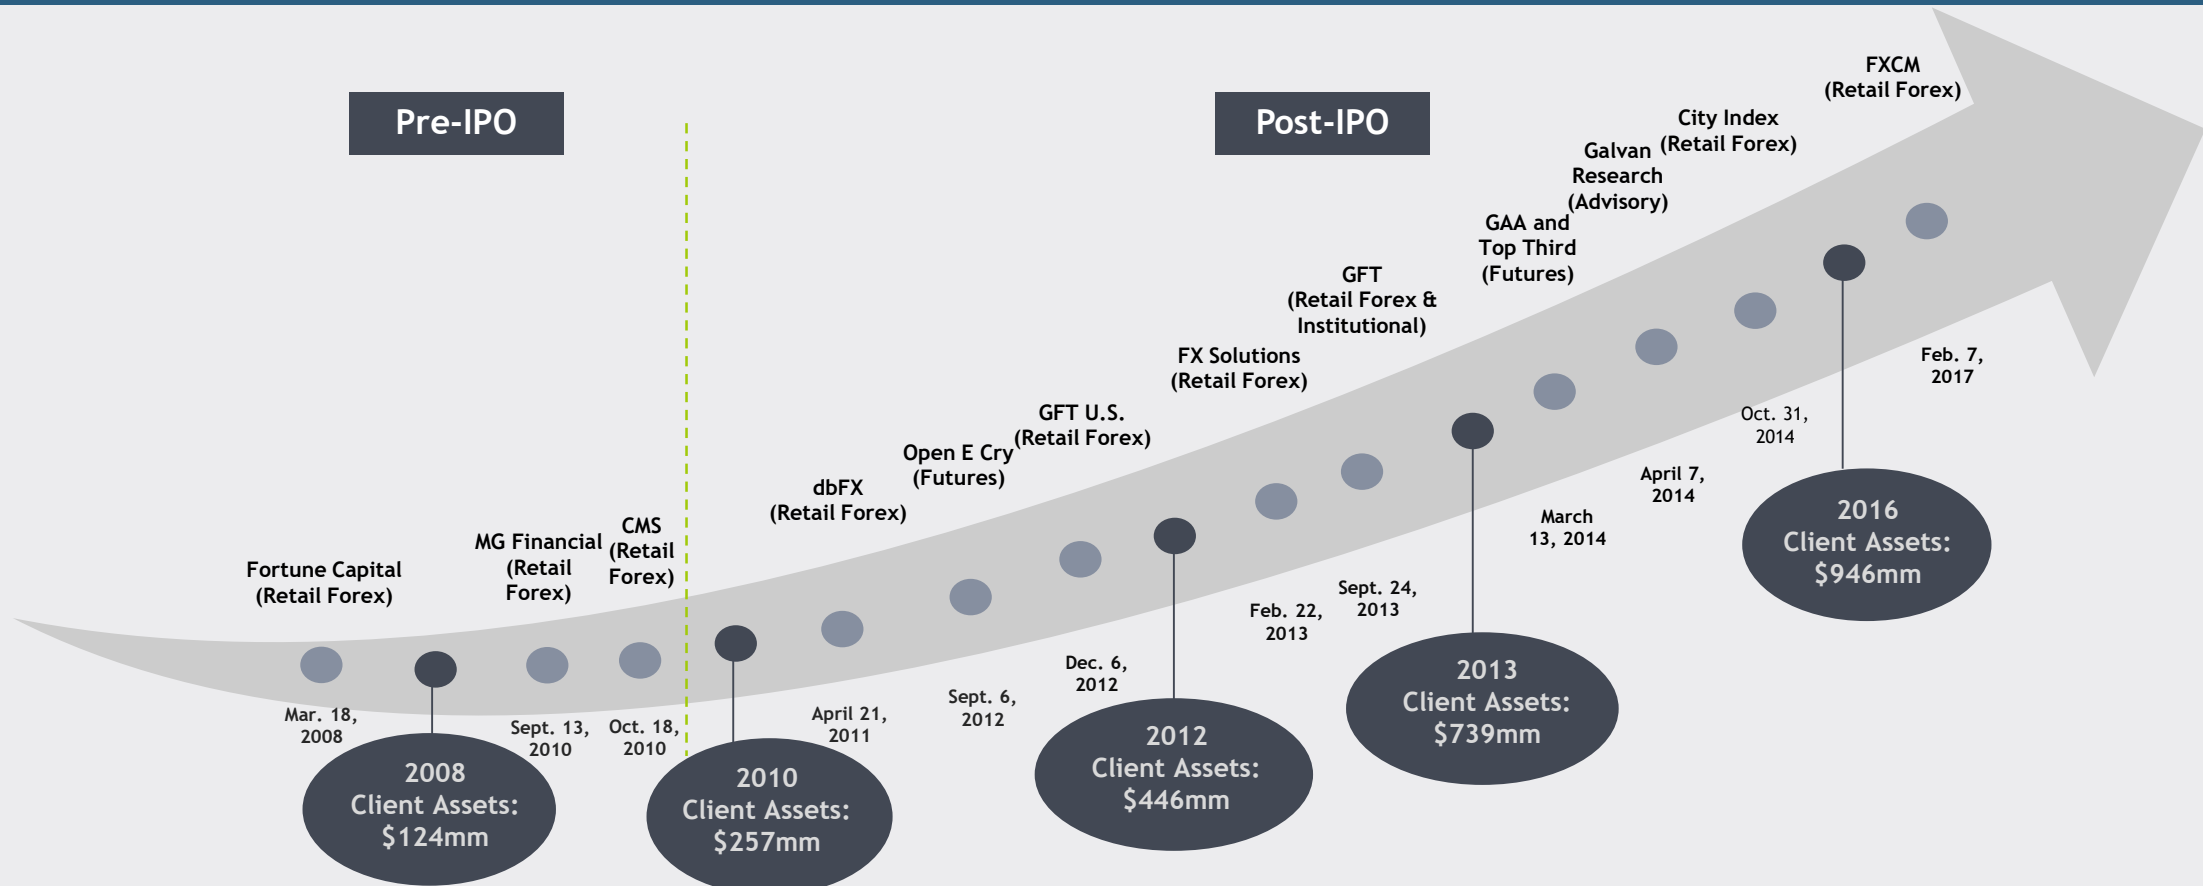 Pre-IPO
Post-IPO
Fortune Capital
(Retail Forex)
MG Financial
(Retail
Forex)
CMS
(Retail
Forex)
dbFX
(Retail Forex)
Open E Cry
(Futures)
GFT U.S.
(Retail Forex)
FX Solutions
(Retail Forex)
GFT
(Retail Forex &
Institutional)
GAA and
Top Third
(Futures)
Galvan
Research
(Advisory)
City Index
(Retail Forex)
FXCM
(Retail Forex)
Mar. 18,
2008
Sept. 13,
2010
Oct. 18,
2010
April 21,
2011
Sept. 6,
2012
Dec. 6,
2012
Feb. 22,
2013
Sept. 24,
2013
March
13, 2014
April 7,
2014
Oct. 31,
2014
Feb. 7,
2017
2008
Client Assets:
$124mm
2010
Client Assets:
$257mm
2012
Client Assets:
$446mm
2013
Client Assets:
$739mm
2016
Client Assets:
$946mm